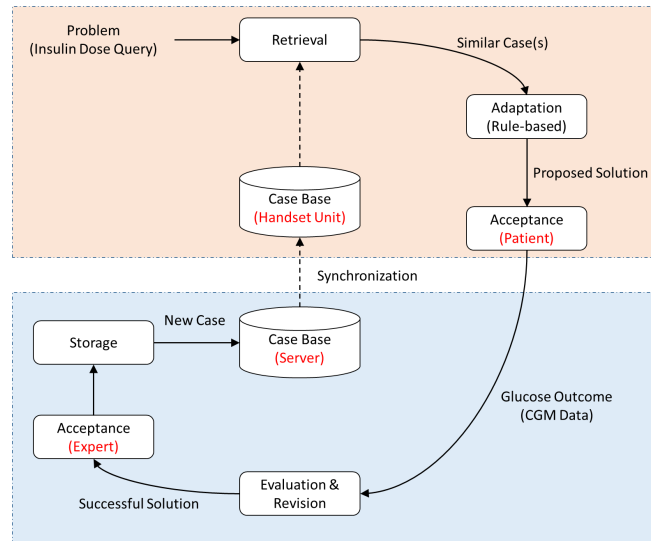 Problem
(Insulin Dose Query)
Retrieval
Similar Case(s)
Adaptation
(Rule-based)
Proposed Solution
Case Base
(Handset Unit)
Acceptance
(Patient)
Synchronization
New Case
Storage
Case Base
(Server)
Glucose Outcome
(CGM Data)
Acceptance
(Expert)
Evaluation &
Revision
Successful Solution